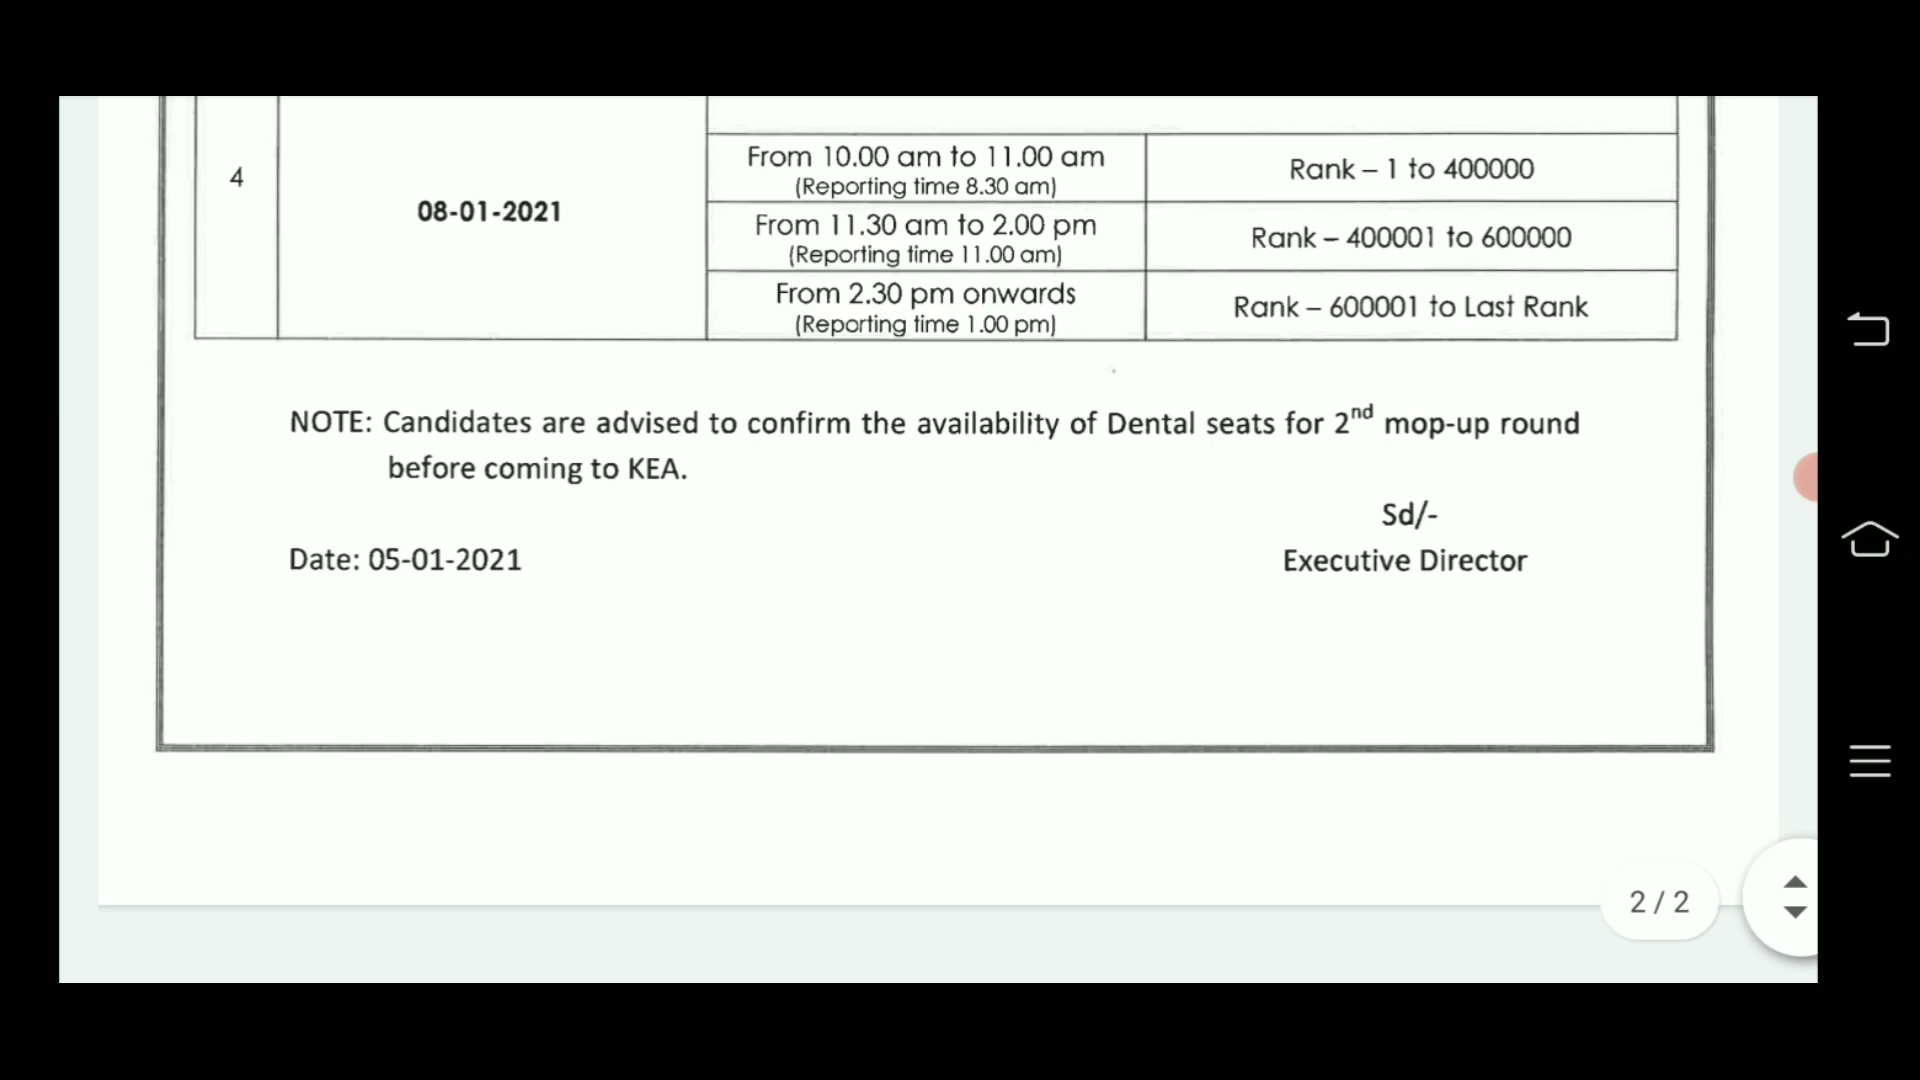 4
08-01-2021
From 10.00 am to 11.00 am
(Reporting time 8.30 am)
Rank – 1 to 400000
From 11.30 am to 2.00 pm
(Reporting time 11.00 am)
Rank – 400001 to 600000
From 2.30 pm onwards
(Reporting time 1.00 pm)
Rank – 600001 to Last Rank
NOTE: Candidates are advised to confirm the availability of Dental seats for 2nd mop-up round
before coming to KEA.
Sd/-
Date: 05-01-2021
Executive Director
2 / 2